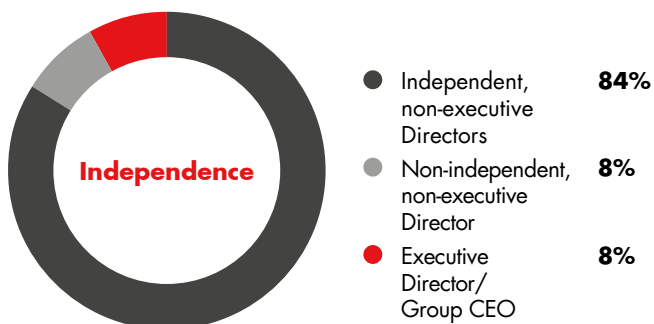 Independence
Independent, 84%
non-executive
Directors
Non-independent, 8%
non-executive
Director
Executive 8%
Director/
Group CEO